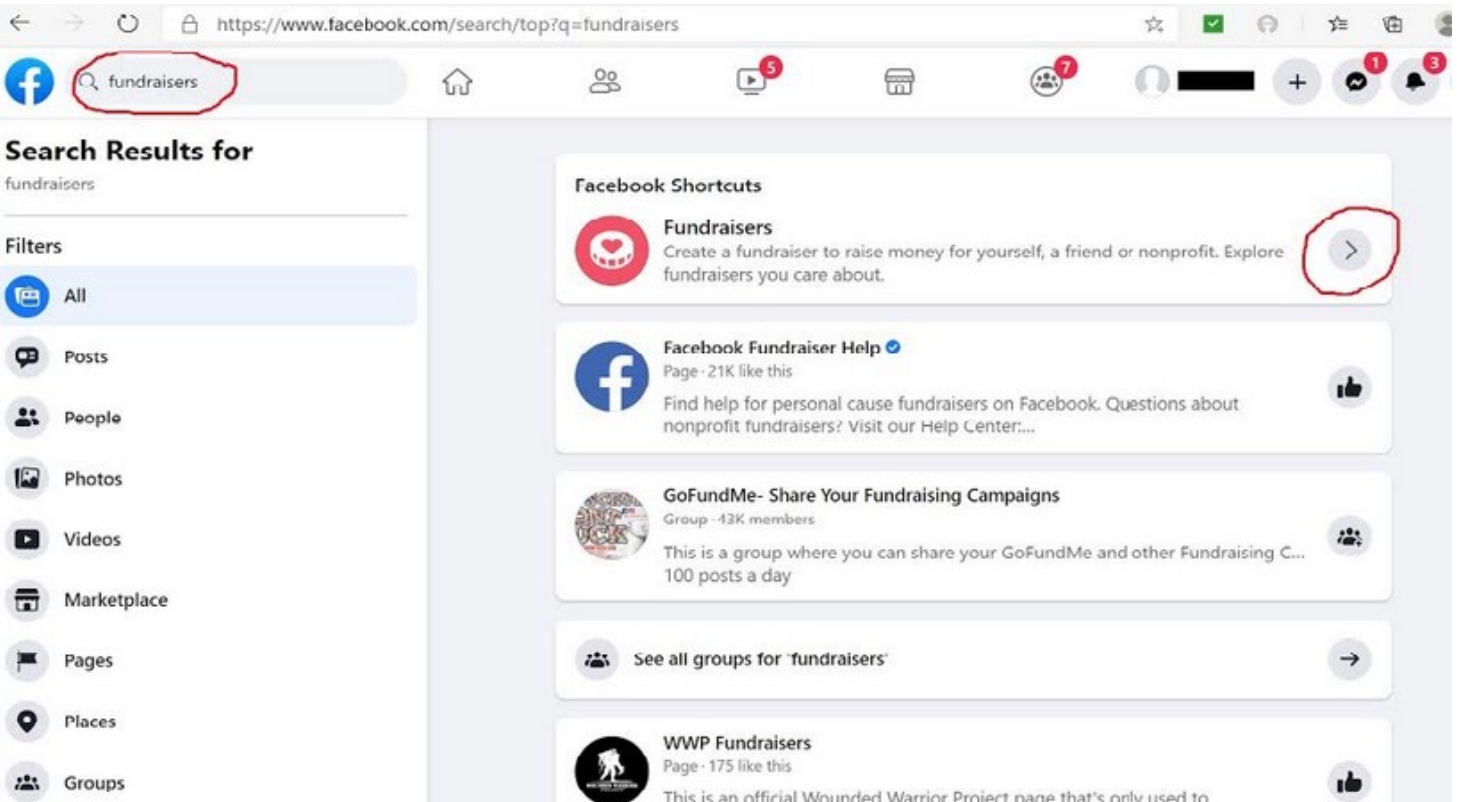 https://www.facebook.com/search/top?q=fundraisers
fundraisers
5
7
1
3
Search Results for
fundraisers
Filters
All
Posts
People
Photos
Videos
Marketplace
Pages
Places
Groups
Facebook Shortcuts
Fundraisers
Create a fundraiser to raise money for yourself, a friend or nonprofit. Explore
fundraisers you care about.
Facebook Fundraiser Help
Page · 21K like this
Find help for personal cause fundraisers on Facebook. Questions about
nonprofit fundraisers? Visit our Help Center:...
GoFundMe- Share Your Fundraising Campaigns
Group · 43K members
This is a group where you can share your GoFundMe and other Fundraising C...
100 posts a day
See all groups for 'fundraisers'
WWP Fundraisers
Page · 175 like this
This is an official Wounded Warrior Project page that's only used to